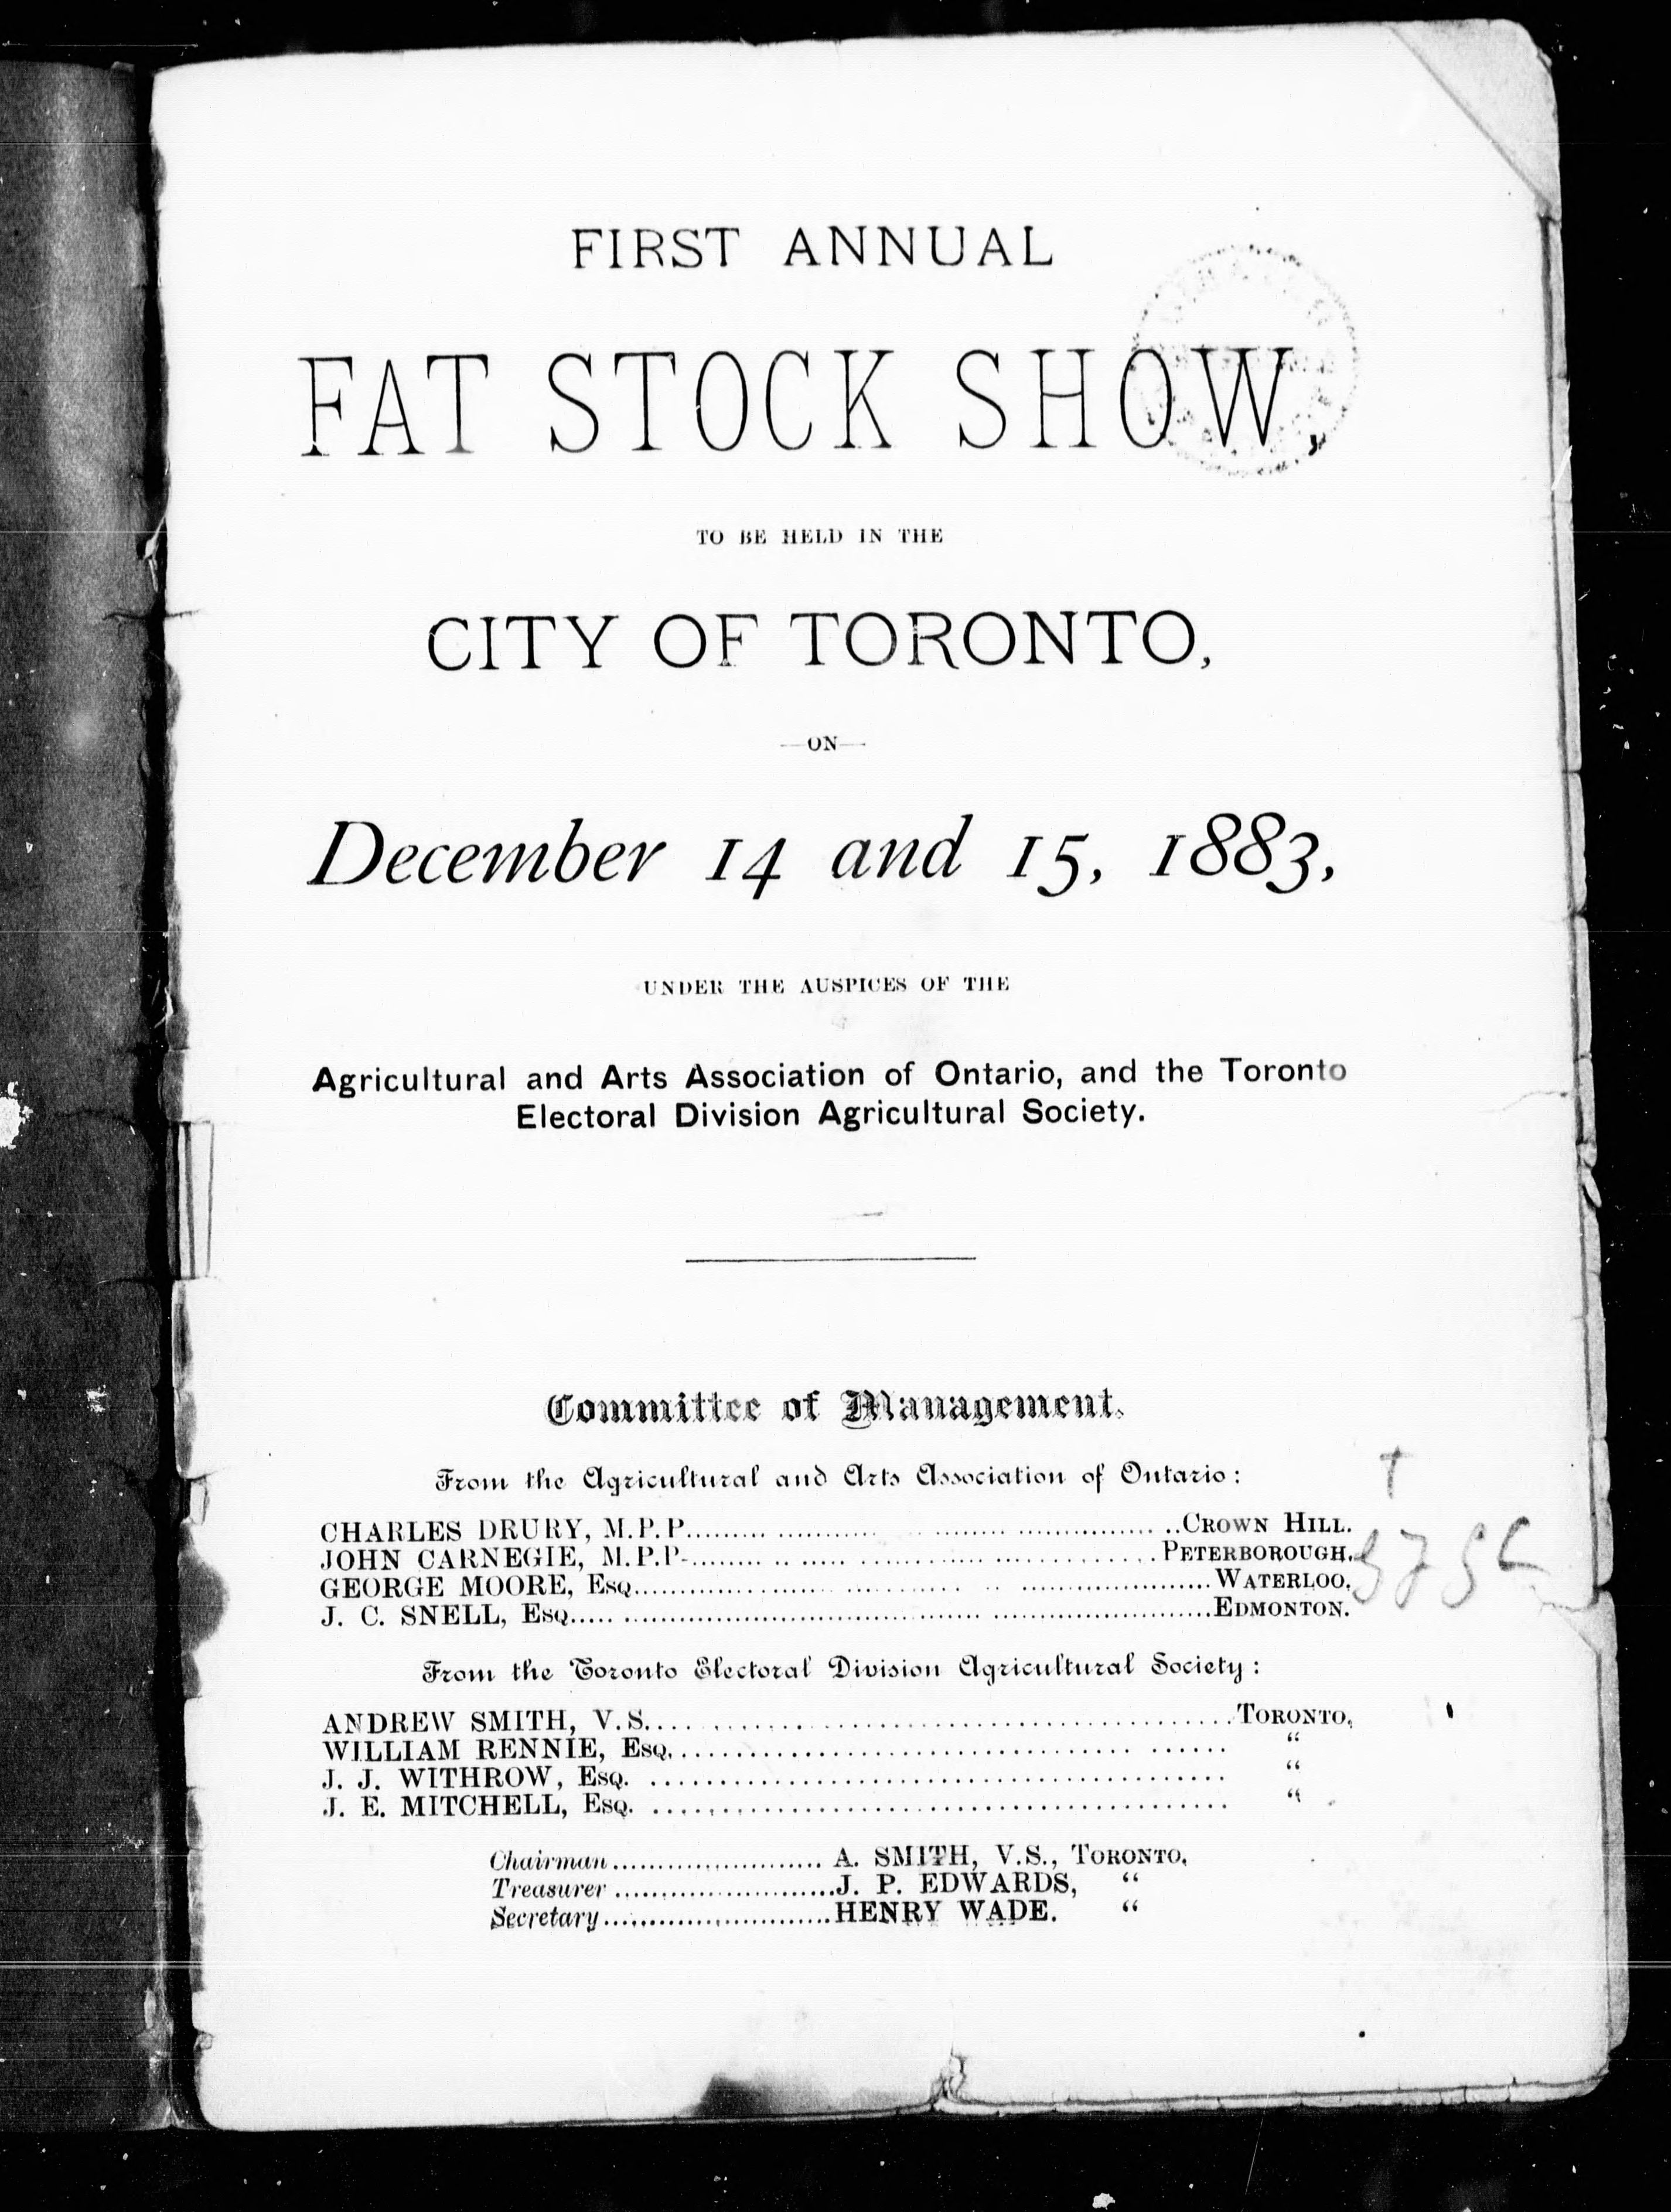 FIRST ANNUAL
FAT STOCK SHOW,
TO BE HELD IN THE
CITY OF TORONTO,
—ON—
December 14 and 15, 1883,
UNDER THE AUSPICES OF THE
Agricultural and Arts Association of Ontario, and the Toronto
Electoral Division Agricultural Society.
Committee of Management.
From the Agricultural and Arts Association of Ontario:
CHARLES DRURY, M.P.P. .......... CROWN HILL.
JOHN CARNEGIE, M.P.P. .......... PETERBOROUGH.
GEORGE MOORE, ESQ. .......... WATERLOO.
J. C. SNELL, ESQ. .......... EDMONTON.
From the Toronto Electoral Division Agricultural Society:
ANDREW SMITH, V.S. .......... TORONTO.
WILLIAM RENNIE, ESQ. .......... “
J. J. WITHROW, ESQ. .......... “
J. E. MITCHELL, ESQ. .......... “
Chairman .......... A. SMITH, V.S., TORONTO.
Treasurer .......... J. P. EDWARDS, “
Secretary .......... HENRY WADE. “